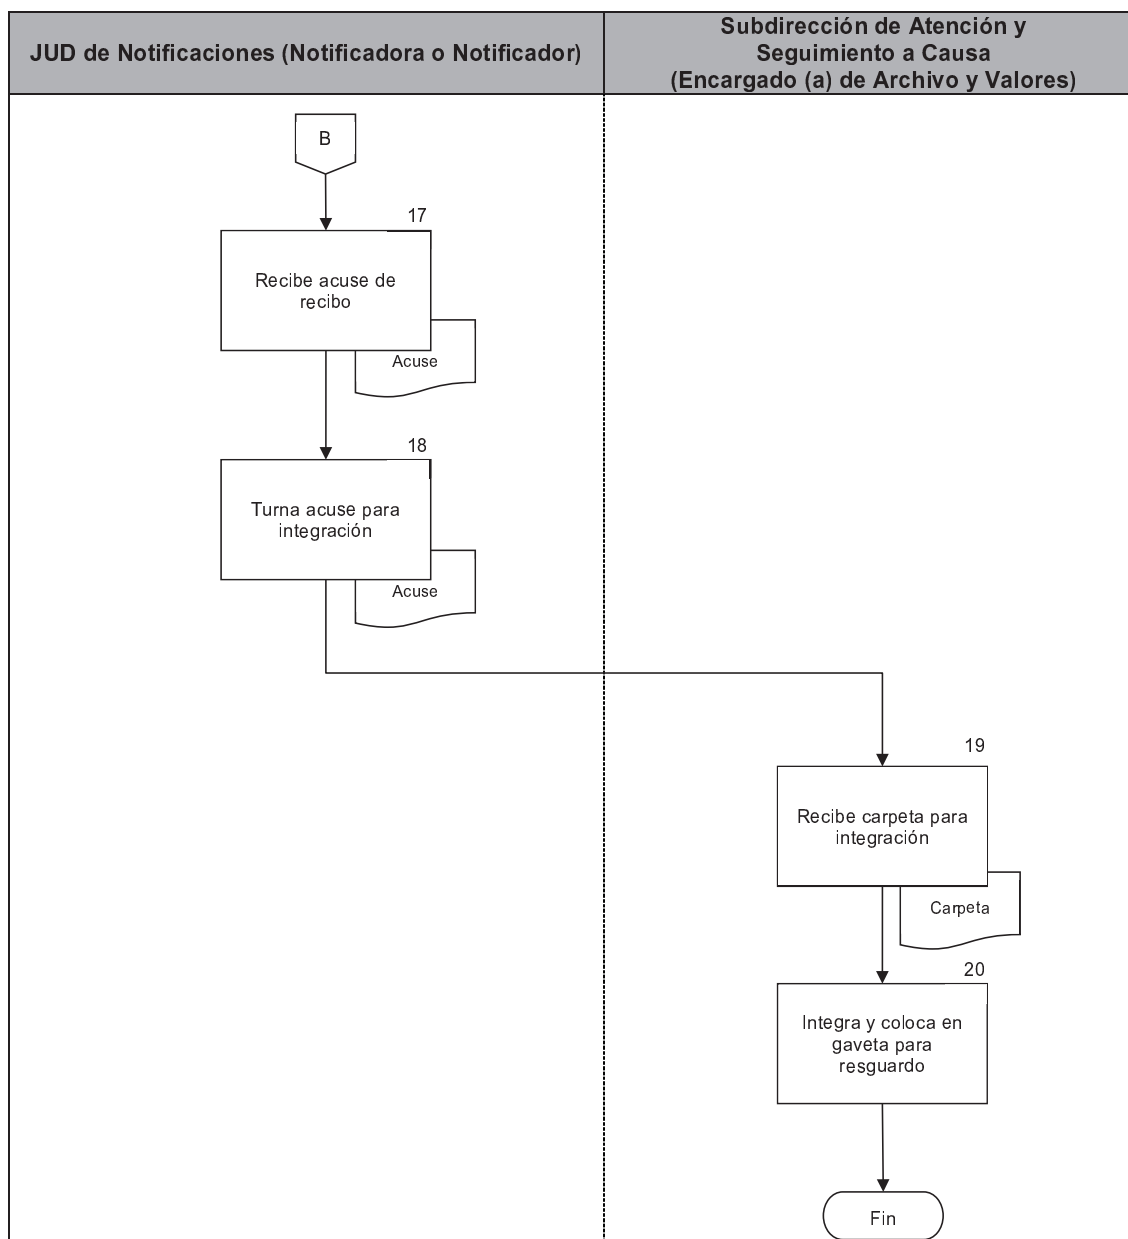 JUD de Notificaciones (Notificadora o Notificador)
Subdirección de Atención y
Seguimiento a Causa
(Encargado (a) de Archivo y Valores)
B
17
Recibe acuse de
recibo
Acuse
18
Turna acuse para
integración
Acuse
19
Recibe carpeta para
integración
Carpeta
20
Integra y coloca en
gaveta para
resguardo
Fin